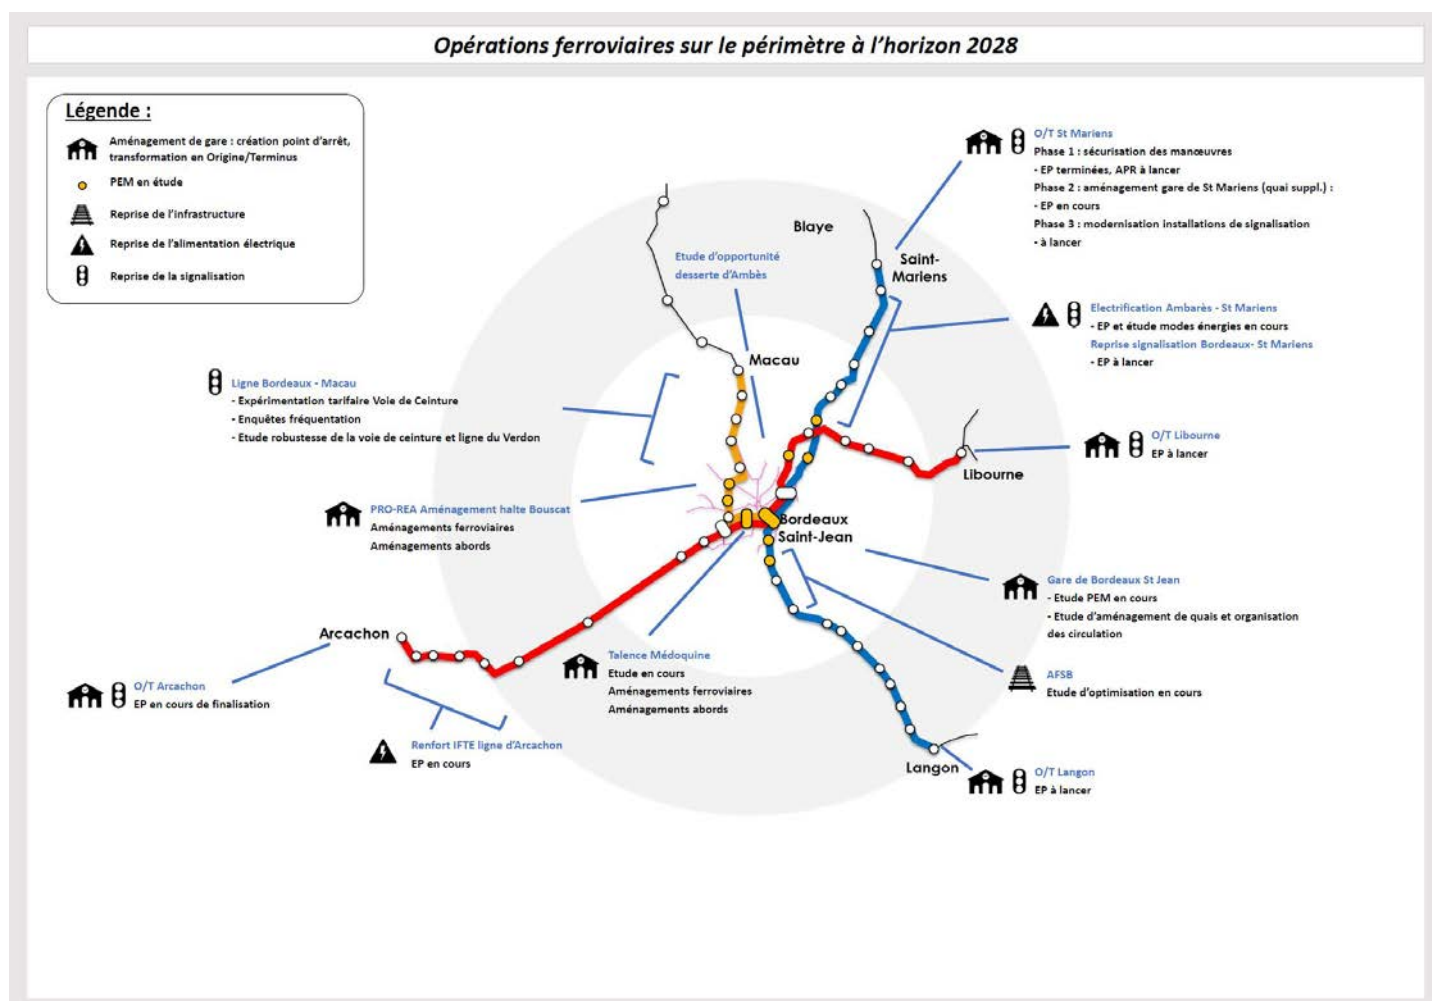 Opérations ferroviaires sur le périmètre à l'horizon 2028
Légende :
Aménagement de gare : création point d'arrêt,
transformation en Origine/Terminus
PEM en étude
Reprise de l'infrastructure
Reprise de l'alimentation électrique
Reprise de la signalisation
O/T St Mariens
Phase 1 : sécurisation des manœuvres
- EP terminées, APR à lancer
Phase 2 : aménagement gare de St Mariens (quai suppl.) :
- EP en cours
Phase 3 : modernisation installations de signalisation
- à lancer
Blaye
Saint-
Mariens
Etude d'opportunité
desserte d'Ambès
Electrification Ambarès - St Mariens
- EP et étude modes énergies en cours
Reprise signalisation Bordeaux- St Mariens
- EP à lancer
Macau
Ligne Bordeaux - Macau
- Expérimentation tarifaire Voie de Ceinture
- Enquêtes fréquentation
- Etude robustesse de la voie de ceinture et ligne du Verdon
O/T Libourne
EP à lancer
Libourne
PRO-REA Aménagement halte Bouscat
Aménagements ferroviaires
Aménagements abords
Bordeaux
Saint-Jean
Gare de Bordeaux St Jean
- Etude PEM en cours
- Etude d'aménagement de quais et organisation
des circulation
Arcachon
O/T Arcachon
EP en cours de finalisation
Talence Médoquine
Etude en cours
Aménagements ferroviaires
Aménagements abords
AFSB
Etude d'optimisation en cours
Renfort IFTE ligne d'Arcachon
EP en cours
Langon
O/T Langon
EP à lancer